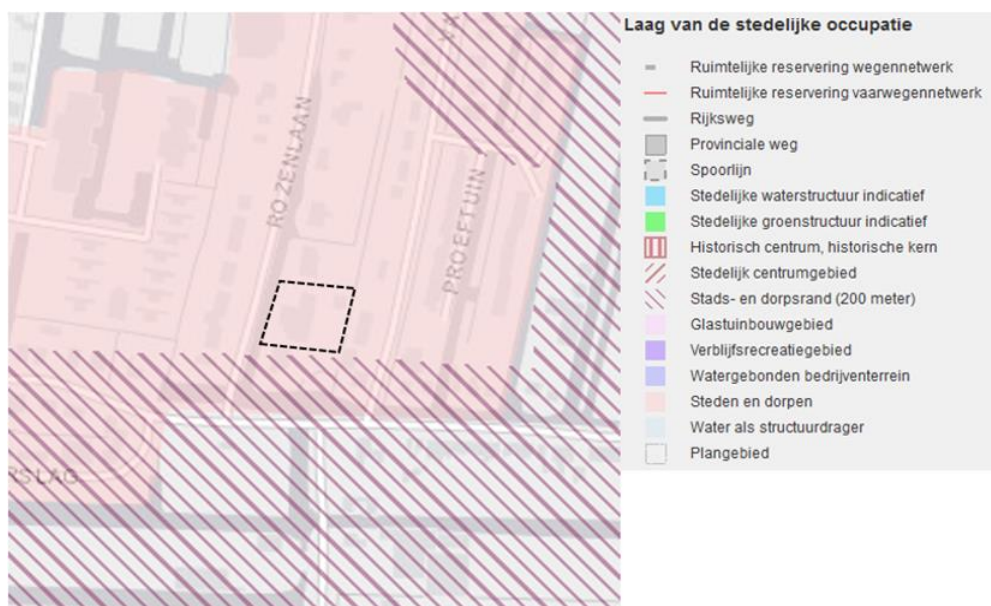 Laag van de stedelijke occupatie
Ruimtelijke reservering wegennetwerk
Ruimtelijke reservering vaarwegennetwerk
Rijksweg
Provinciale weg
Spoorlijn
Stedelijke waterstructuur indicatief
Stedelijke groenstructuur indicatief
Historisch centrum, historische kern
Stedelijk centrumgebied
Stads- en dorpsrand (200 meter)
Glastuinbouwgebied
Verblijfsrecreatiegebied
Watergebonden bedrijventerrein
Steden en dorpen
Water als structuurdrager
Plangebied
ROZENLAAN
PROEFTUIN
RSLAG